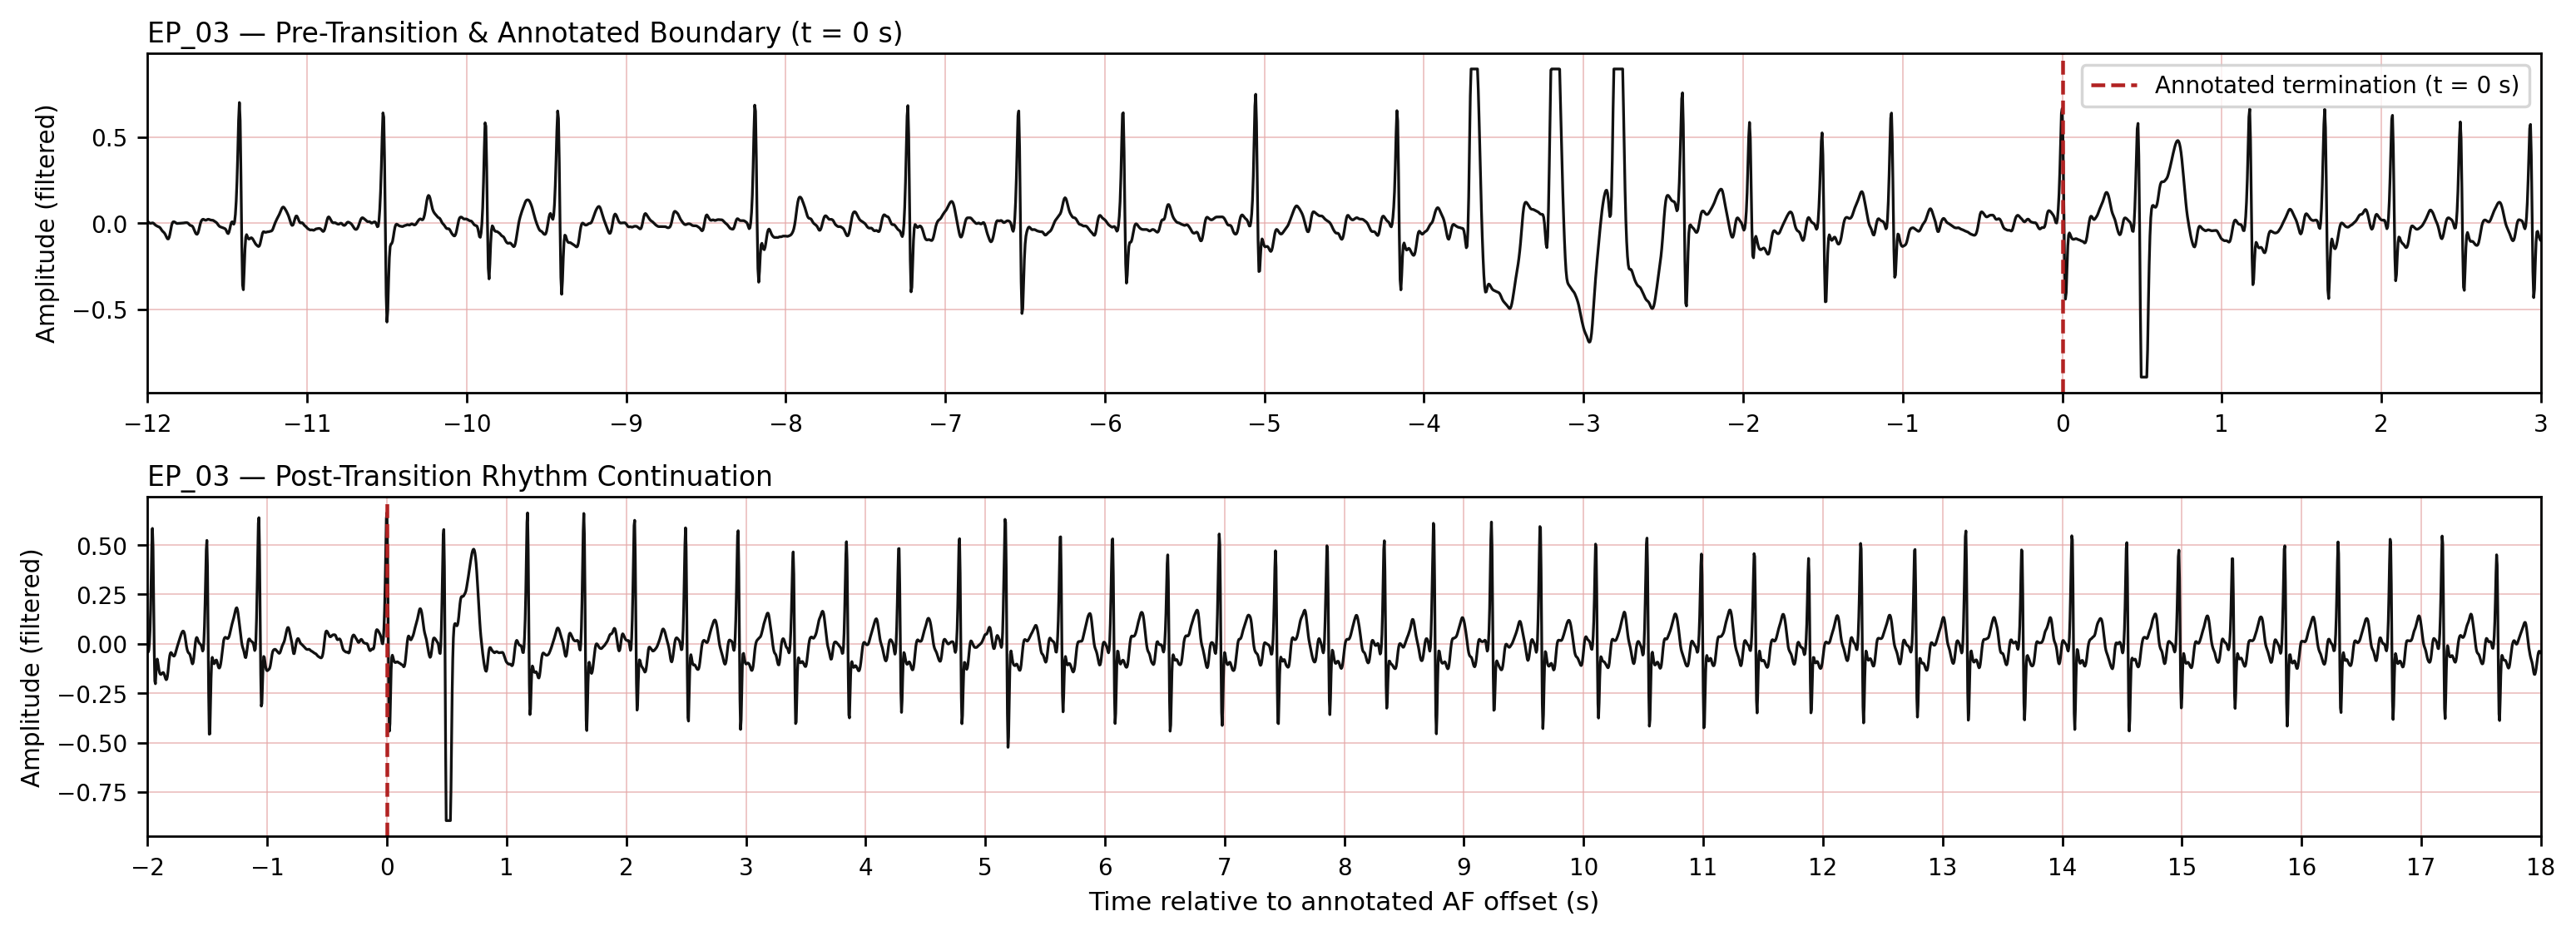 EP_03 — Pre-Transition & Annotated Boundary (t = 0 s)
Amplitude (filtered)
0.5
0.0
−0.5
Annotated termination (t = 0 s)
−12 −11 −10 −9 −8 −7 −6 −5 −4 −3 −2 −1 0 1 2 3
EP_03 — Post-Transition Rhythm Continuation
Amplitude (filtered)
0.50
0.25
0.00
−0.25
−0.50
−0.75
−2 −1 0 1 2 3 4 5 6 7 8 9 10 11 12 13 14 15 16 17 18
Time relative to annotated AF offset (s)